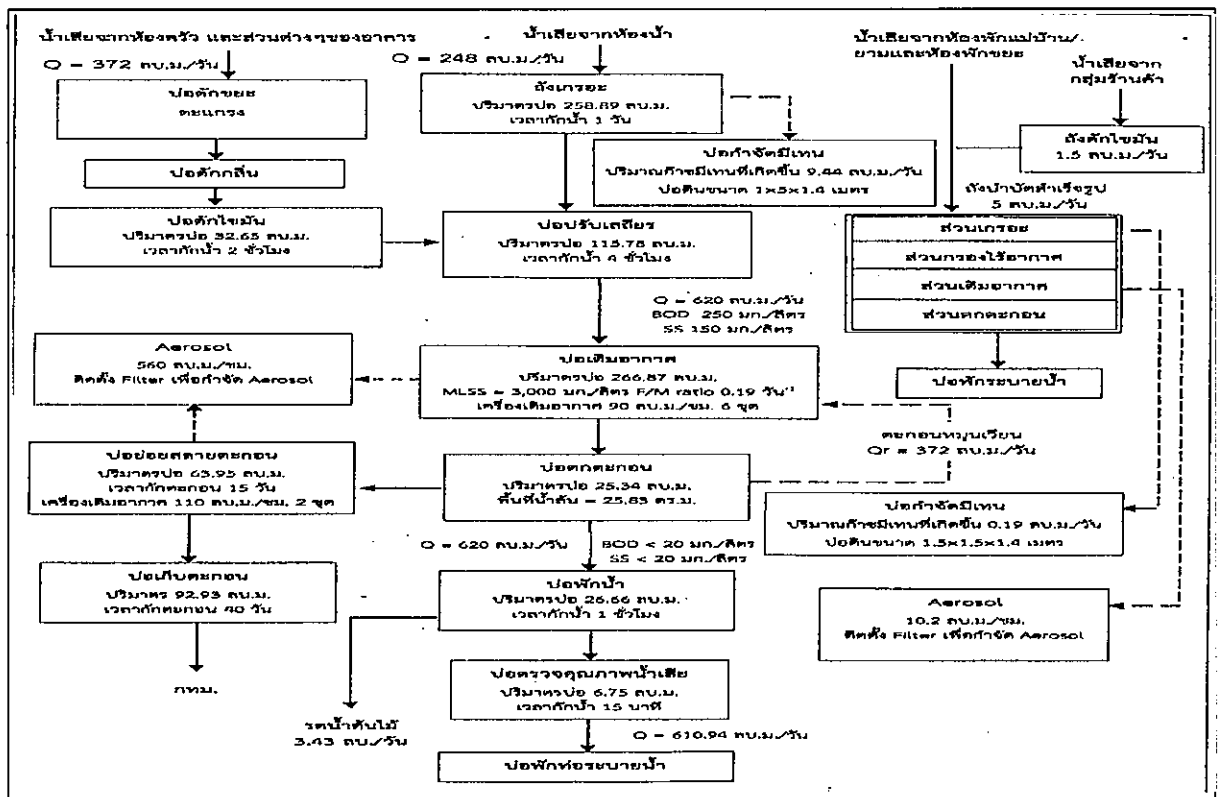 น้ำเสียจากห้องครัว และส่วนต่างๆของอาคาร
Q = 372 ลบ.ม./วัน
บ่อดักขยะ
ตะแกรง
บ่อดักกลิ่น
บ่อดักไขมัน
ปริมาตรบ่อ 32.65 ลบ.ม.
เวลากักน้ำ 2 ชั่วโมง
น้ำเสียจากห้องน้ำ
Q = 248 ลบ.ม./วัน
ถังเกรอะ
ปริมาตรบ่อ 258.89 ลบ.ม.
เวลากักน้ำ 1 วัน
บ่อกำจัดมีเทน
ปริมาณก๊าซมีเทนที่เกิดขึ้น 9.44 ลบ.ม./วัน
บ่อดินขนาด 1×5×1.4 เมตร
บ่อปรับเสถียร
ปริมาตรบ่อ 115.78 ลบ.ม.
เวลากักน้ำ 4 ชั่วโมง
น้ำเสียจากห้องพักแม่บ้าน/
ยามและห้องพักขยะ
น้ำเสียจาก
กลุ่มร้านค้า
ถังดักไขมัน
1.5 ลบ.ม./วัน
ถังบำบัดสำเร็จรูป
5 ลบ.ม./วัน
ส่วนเกรอะ
ส่วนกรองไร้อากาศ
ส่วนเติมอากาศ
ส่วนตกตะกอน
บ่อพักระบายน้ำ
Q = 620 ลบ.ม./วัน
BOD 250 มก./ลิตร
SS 150 มก./ลิตร
Aerosol
560 ลบ.ม./ชม.
ติดตั้ง Filter เพื่อกำจัด Aerosol
บ่อเติมอากาศ
ปริมาตรบ่อ 266.87 ลบ.ม.
MLSS = 3,000 มก./ลิตร F/M ratio 0.19 วัน⁻¹
เครื่องเติมอากาศ 90 ลบ.ม./ชม. 6 ชุด
ตะกอนหมุนเวียน
Qr = 372 ลบ.ม./วัน
บ่อย่อยสลายตะกอน
ปริมาตรบ่อ 63.95 ลบ.ม.
เวลากักตะกอน 15 วัน
เครื่องเติมอากาศ 110 ลบ.ม./ชม. 2 ชุด
บ่อตกตะกอน
ปริมาตรบ่อ 25.34 ลบ.ม.
พื้นที่น้ำล้น = 25.83 ตร.ม.
บ่อกำจัดมีเทน
ปริมาณก๊าซมีเทนที่เกิดขึ้น 0.19 ลบ.ม./วัน
บ่อดินขนาด 1.5×1.5×1.4 เมตร
Q = 620 ลบ.ม./วัน
BOD < 20 มก./ลิตร
SS < 20 มก./ลิตร
บ่อเก็บตะกอน
ปริมาตร 92.93 ลบ.ม.
เวลากักตะกอน 40 วัน
กทม.
บ่อพักน้ำ
ปริมาตรบ่อ 26.66 ลบ.ม.
เวลากักน้ำ 1 ชั่วโมง
Aerosol
10.2 ลบ.ม./ชม.
ติดตั้ง Filter เพื่อกำจัด Aerosol
รดน้ำต้นไม้
3.43 ลบ./วัน
บ่อตรวจคุณภาพน้ำเสีย
ปริมาตรบ่อ 6.75 ลบ.ม.
เวลากักน้ำ 15 นาที
Q = 610.94 ลบ.ม./วัน
บ่อพักท่อระบายน้ำ